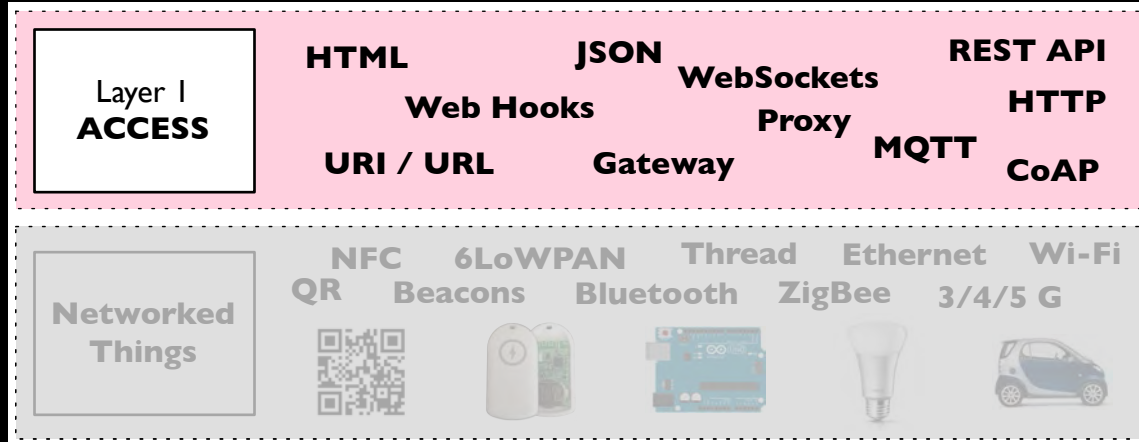 Layer 1
ACCESS
HTML
JSON
REST API
WebSockets
Web Hooks
HTTP
Proxy
MQTT
URI / URL
Gateway
CoAP
Networked
Things
NFC
6LoWPAN
Thread
Ethernet
Wi-Fi
QR
Beacons
Bluetooth
ZigBee
3/4/5 G